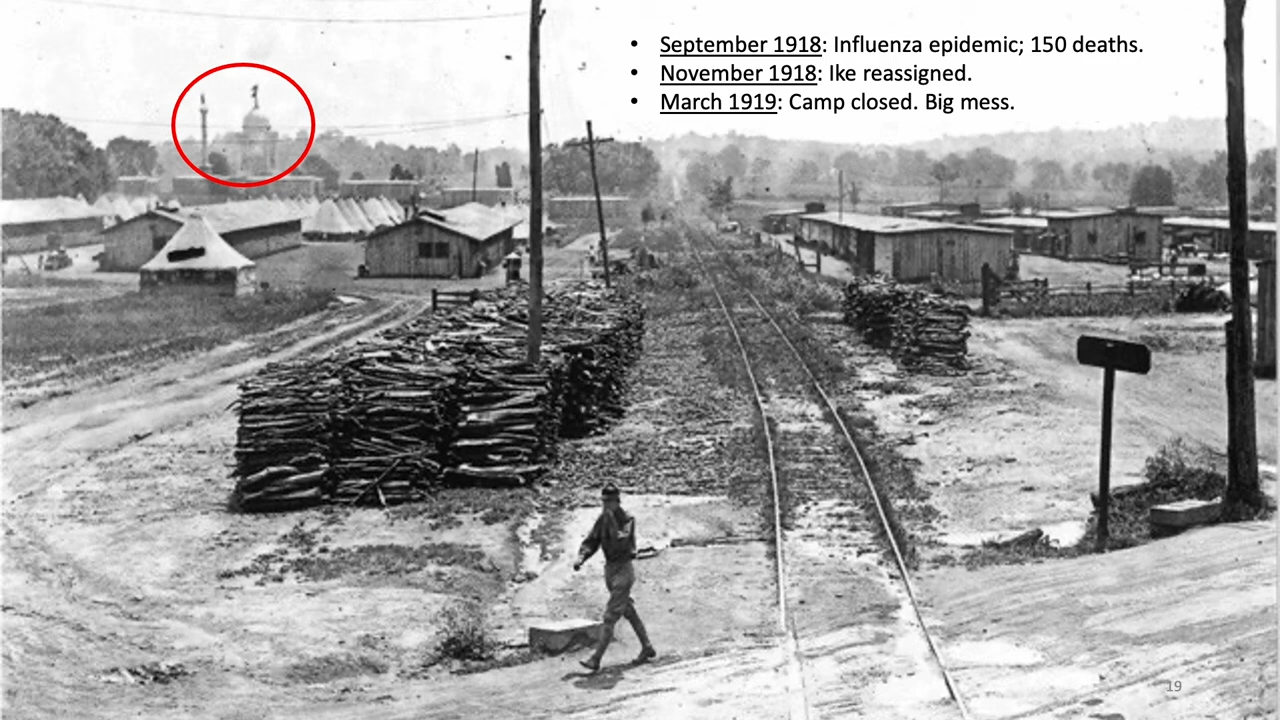 • September 1918: Influenza epidemic; 150 deaths.
• November 1918: Ike reassigned.
• March 1919: Camp closed. Big mess.
19